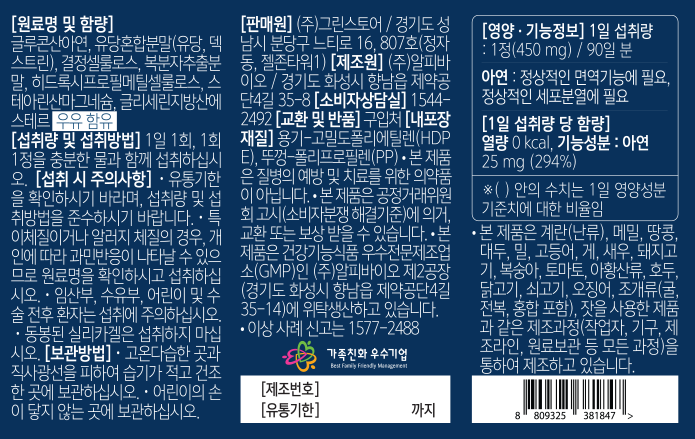 [원료명 및 함량]
글루콘산아연, 유당혼합분말(유당, 덱
스트린), 결정셀룰로스, 복분자추출분
말, 히드록시프로필메틸셀룰로스, 스
테아린산마그네슘, 글리세린지방산에
스테르 우유 함유
[섭취량 및 섭취방법] 1일 1회, 1회
1정을 충분한 물과 함께 섭취하십시
오. [섭취 시 주의사항] • 유통기한
을 확인하시기 바라며, 섭취량 및 섭
취방법을 준수하시기 바랍니다. • 특
이체질이거나 알러지 체질의 경우, 개
인에 따라 과민반응이 나타날 수 있으
므로 원료명을 확인하시고 섭취하십
시오. • 임산부, 수유부, 어린이 및 수
술 전후 환자는 섭취에 주의하십시오.
• 동봉된 실리카겔은 섭취하지 마십
시오. [보관방법] • 고온다습한 곳과
직사광선을 피하여 습기가 적고 건조
한 곳에 보관하십시오. • 어린이의 손
이 닿지 않는 곳에 보관하십시오.
[판매원] (주)그린스토어 / 경기도 성
남시 분당구 느티로 16, 807호(정자
동, 젤존타워1) [제조원] (주)알피바
이오 / 경기도 화성시 향남읍 제약공
단4길 35-8 [소비자상담실] 1544-
2492 [교환 및 반품] 구입처 [내포장
재질] 용기-고밀도폴리에틸렌(HDP
E), 뚜껑-폴리프로필렌(PP) • 본 제품
은 질병의 예방 및 치료를 위한 의약품
이 아닙니다. • 본 제품은 공정거래위원
회 고시(소비자분쟁 해결기준)에 의거,
교환 또는 보상 받을 수 있습니다. • 본
제품은 건강기능식품 우수전문제조업
소(GMP)인 (주)알피바이오 제2공장
(경기도 화성시 향남읍 제약공단4길
35-14)에 위탁생산하고 있습니다.
• 이상 사례 신고는 1577-2488
가족친화 우수기업
Best Family Friendly Management
[제조번호]
[유통기한] 까지
[영양 · 기능정보] 1일 섭취량
: 1정(450 mg) / 90일 분
아연 : 정상적인 면역기능에 필요,
정상적인 세포분열에 필요
[1일 섭취량 당 함량]
열량 0 kcal, 기능성분 : 아연
25 mg (294%)
※( ) 안의 수치는 1일 영양성분
기준치에 대한 비율임
• 본 제품은 계란(난류), 메밀, 땅콩,
대두, 밀, 고등어, 게, 새우, 돼지고
기, 복숭아, 토마토, 아황산류, 호두,
닭고기, 쇠고기, 오징어, 조개류(굴,
전복, 홍합 포함), 잣을 사용한 제품
과 같은 제조과정(작업자, 기구, 제
조라인, 원료보관 등 모든 과정)을
통하여 제조하고 있습니다.
8 809325 381847 >